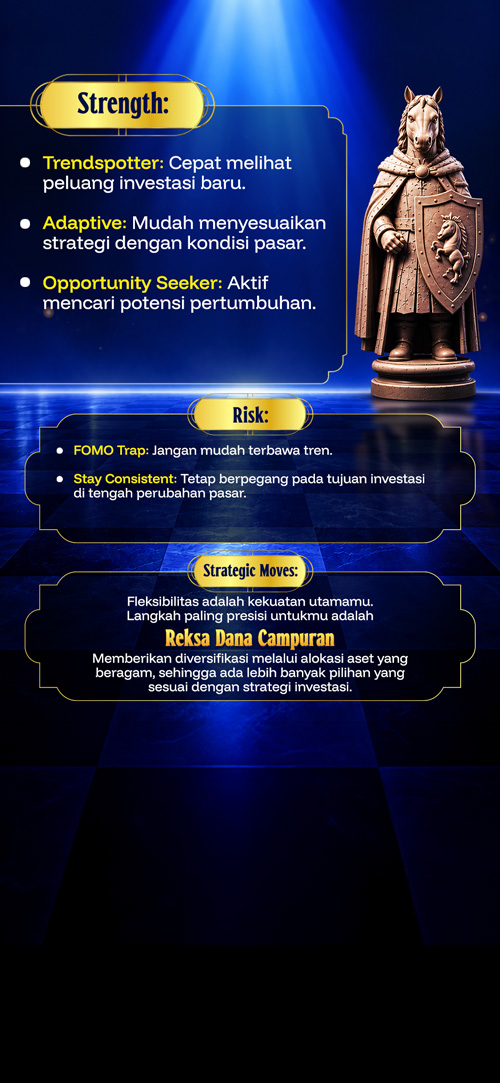 Strength:
Trendspotter: Cepat melihat
peluang investasi baru.
Adaptive: Mudah menyesuaikan
strategi dengan kondisi pasar.
Opportunity Seeker: Aktif
mencari potensi pertumbuhan.
Risk:
FOMO Trap: Jangan mudah terbawa tren.
Stay Consistent: Tetap berpegang pada tujuan investasi
di tengah perubahan pasar.
Strategic Moves:
Fleksibilitas adalah kekuatan utamamu.
Langkah paling presisi untukmu adalah
Reksa Dana Campuran
Memberikan diversifikasi melalui alokasi aset yang
beragam, sehingga ada lebih banyak pilihan yang
sesuai dengan strategi investasi.